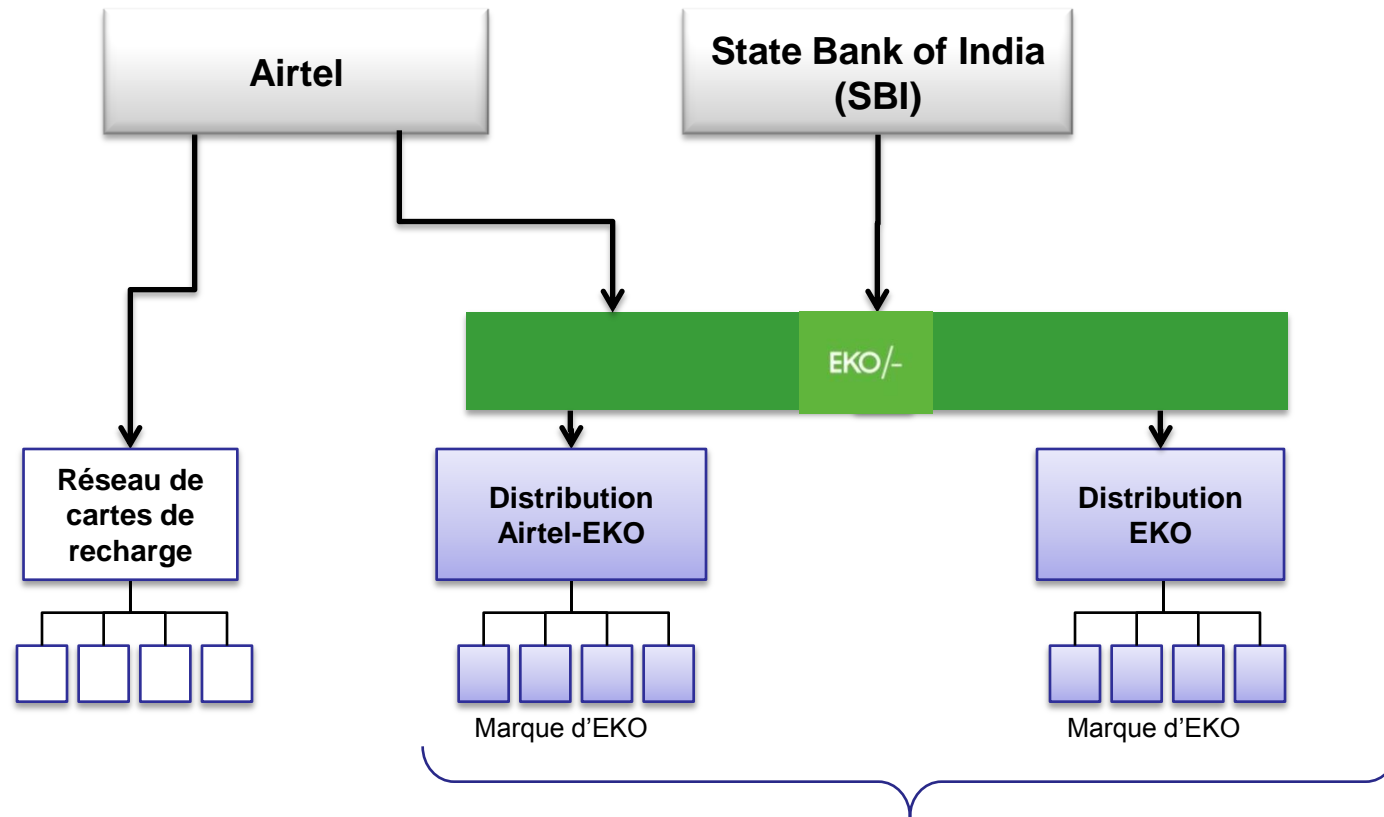 Airtel
State Bank of India
(SBI)
EKO/-
Réseau de
cartes de
recharge
Distribution
Airtel-EKO
Distribution
EKO
Marque d’EKO
Marque d’EKO